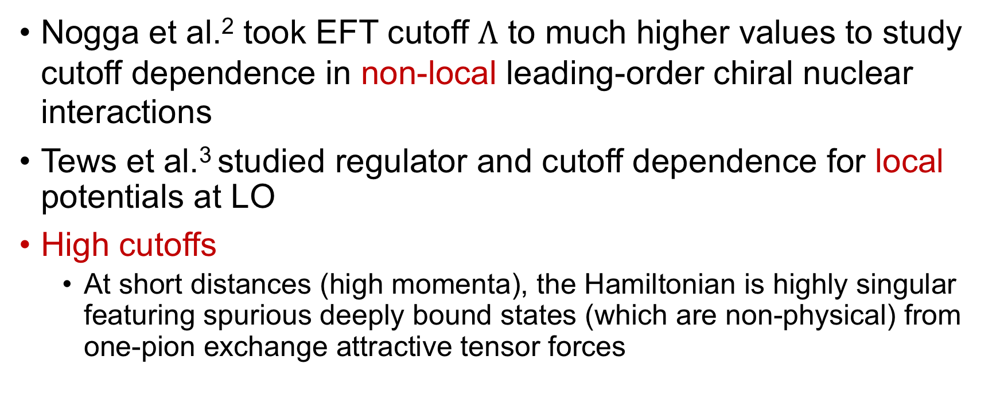 • Nogga et al.² took EFT cutoff Λ to much higher values to study
cutoff dependence in non-local leading-order chiral nuclear
interactions
• Tews et al.³ studied regulator and cutoff dependence for local
potentials at LO
• High cutoffs
• At short distances (high momenta), the Hamiltonian is highly singular
featuring spurious deeply bound states (which are non-physical) from
one-pion exchange attractive tensor forces